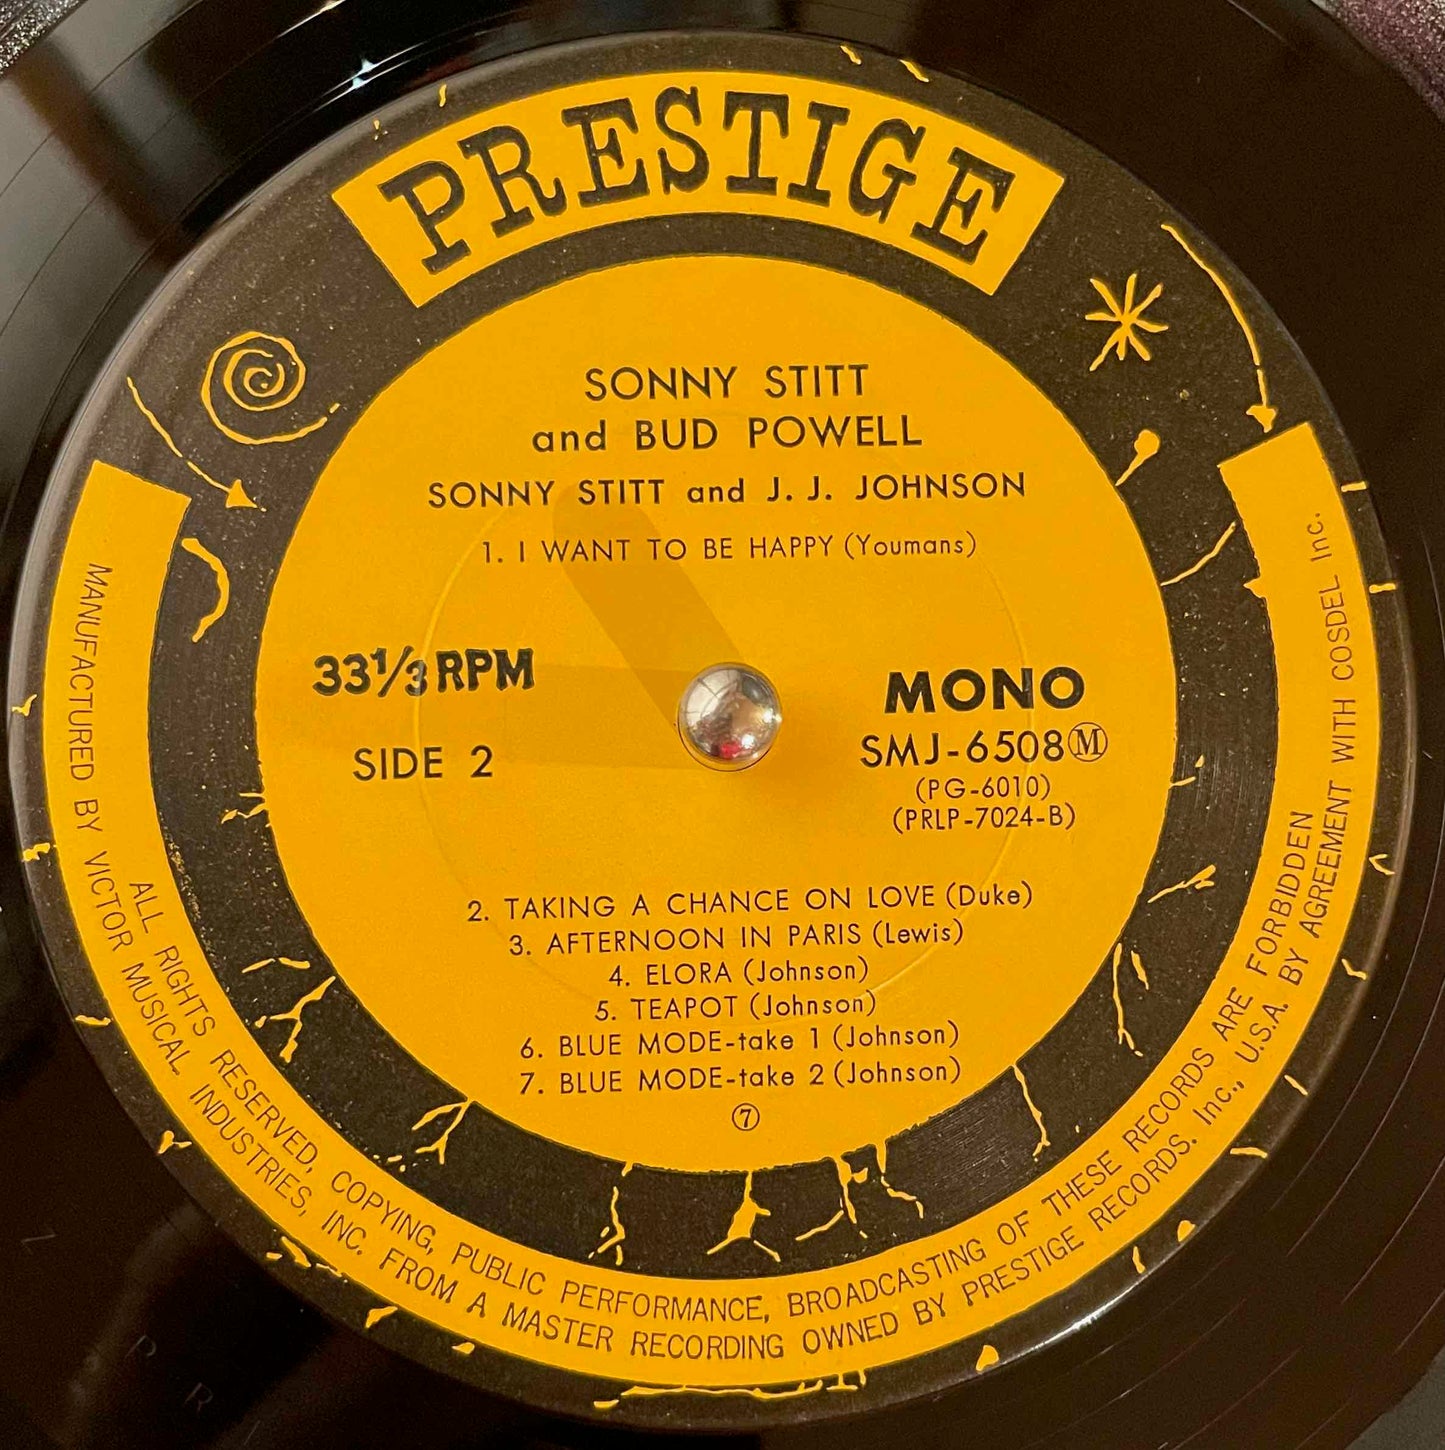 PRESTIGE
SONNY STITT
and BUD POWELL
SONNY STITT and J. J. JOHNSON
1. I WANT TO BE HAPPY (Youmans)
33⅓ RPM
SIDE 2
MONO
SMJ-6508Ⓜ
(PG-6010)
(PRLP-7024-B)
2. TAKING A CHANCE ON LOVE (Duke)
3. AFTERNOON IN PARIS (Lewis)
4. ELORA (Johnson)
5. TEAPOT (Johnson)
6. BLUE MODE-take 1 (Johnson)
7. BLUE MODE-take 2 (Johnson)
⑦
ALL RIGHTS RESERVED, COPYING, PUBLIC PERFORMANCE, BROADCASTING OF THESE RECORDS ARE FORBIDDEN
MANUFACTURED BY VICTOR MUSICAL INDUSTRIES, INC. FROM A MASTER RECORDING OWNED BY PRESTIGE RECORDS. Inc., U.S.A. BY AGREEMENT WITH COSDEL Inc.